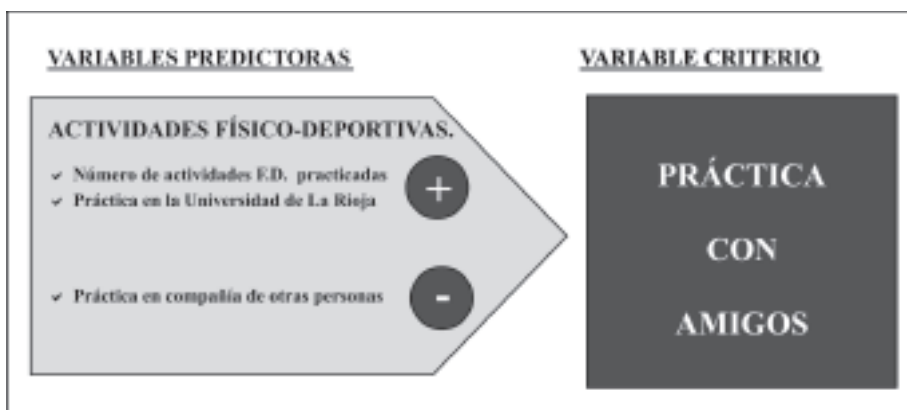 VARIABLES PREDICTORAS
VARIABLE CRITERIO
ACTIVIDADES FÍSICO-DEPORTIVAS.
✓ Número de actividades F.D. practicadas
✓ Práctica en la Universidad de La Rioja
+
✓ Práctica en compañía de otras personas
-
PRÁCTICA
CON
AMIGOS